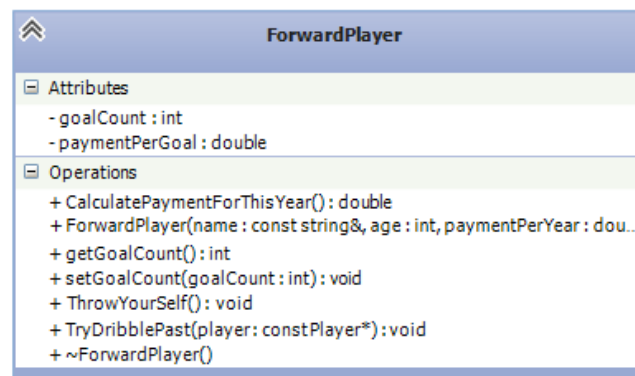 ForwardPlayer
Attributes
- goalCount : int
- paymentPerGoal : double
Operations
+ CalculatePaymentForThisYear() : double
+ ForwardPlayer(name : const string&, age : int, paymentPerYear : dou...
+ getGoalCount() : int
+ setGoalCount(goalCount : int) : void
+ ThrowYourSelf() : void
+ TryDribblePast(player : constPlayer*) : void
+ ~ForwardPlayer()